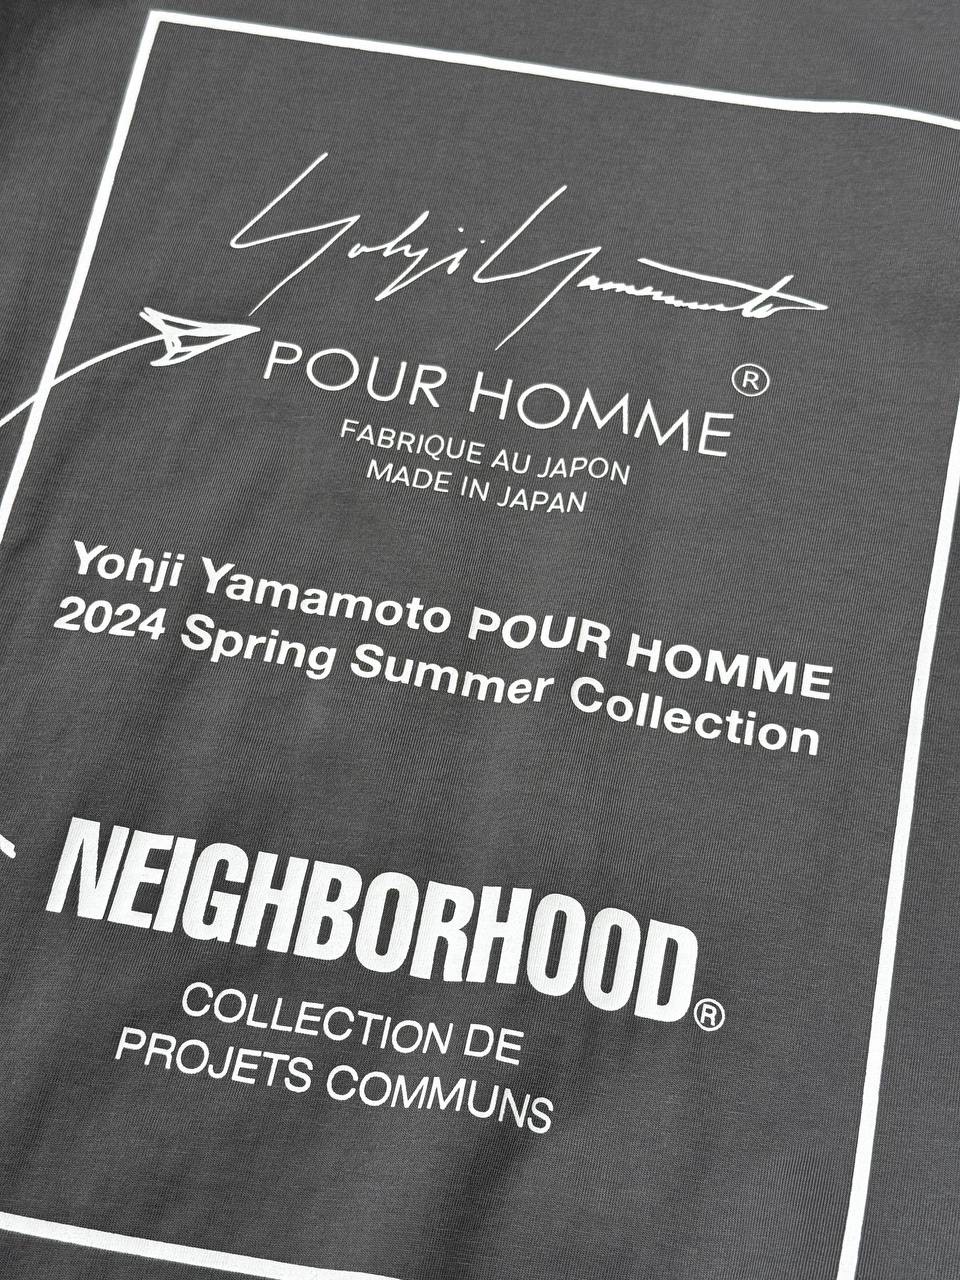 Yohji Yamamoto
POUR HOMME ®
FABRIQUE AU JAPON
MADE IN JAPAN
Yohji Yamamoto POUR HOMME
2024 Spring Summer Collection
NEIGHBORHOOD®
COLLECTION DE
PROJETS COMMUNS